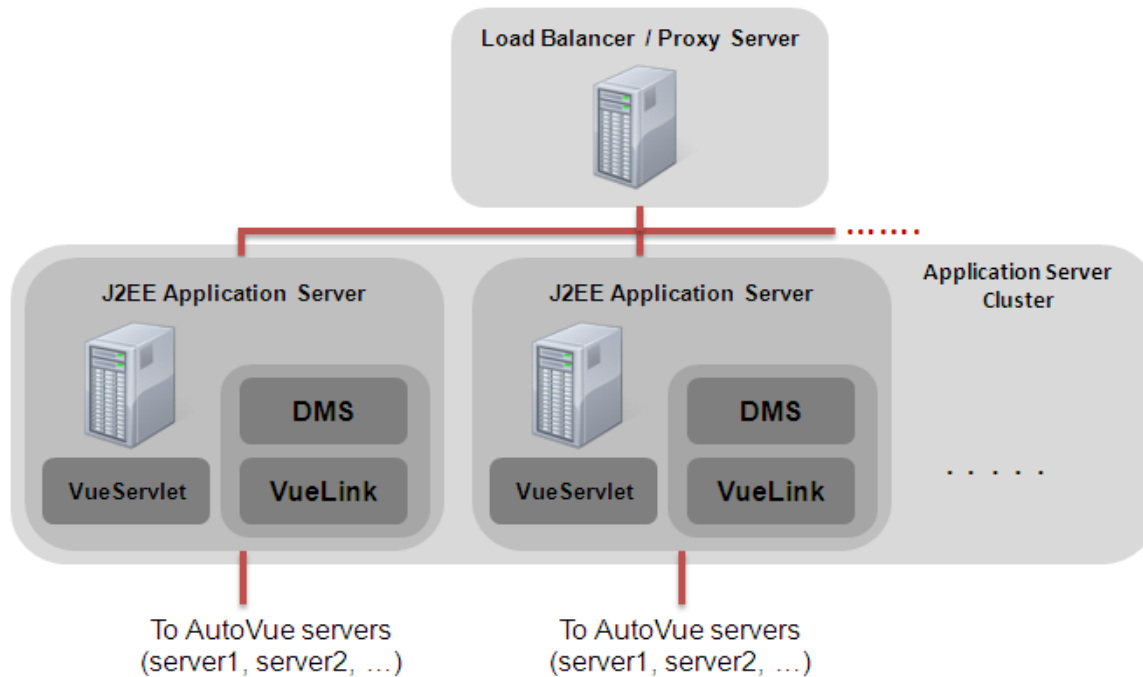 Load Balancer / Proxy Server
.......
J2EE Application Server
J2EE Application Server
Application Server
Cluster
DMS
DMS
VueServlet
VueLink
VueServlet
VueLink
. . . . .
To AutoVue servers
(server1, server2, ...)
To AutoVue servers
(server1, server2, ...)